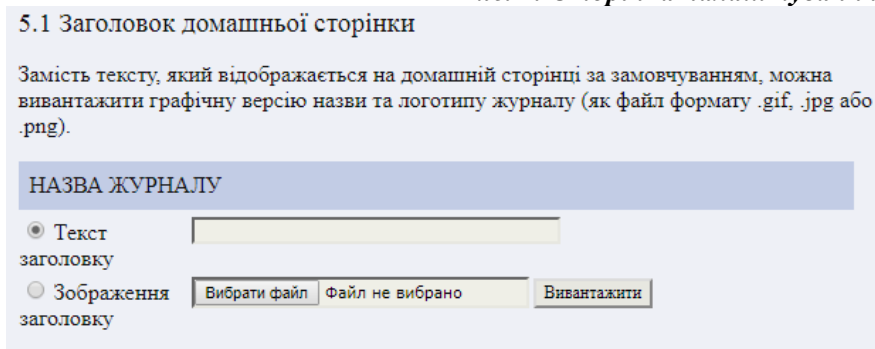 5.1 Заголовок домашньої сторінки
Замість тексту, який відображається на домашній сторінці за замовчуванням, можна
вивантажити графічну версію назви та логотипу журналу (як файл формату .gif, .jpg або
.png).
НАЗВА ЖУРНАЛУ
Текст
заголовку
Зображення Вибрати файл Файл не вибрано Вивантажити
заголовку